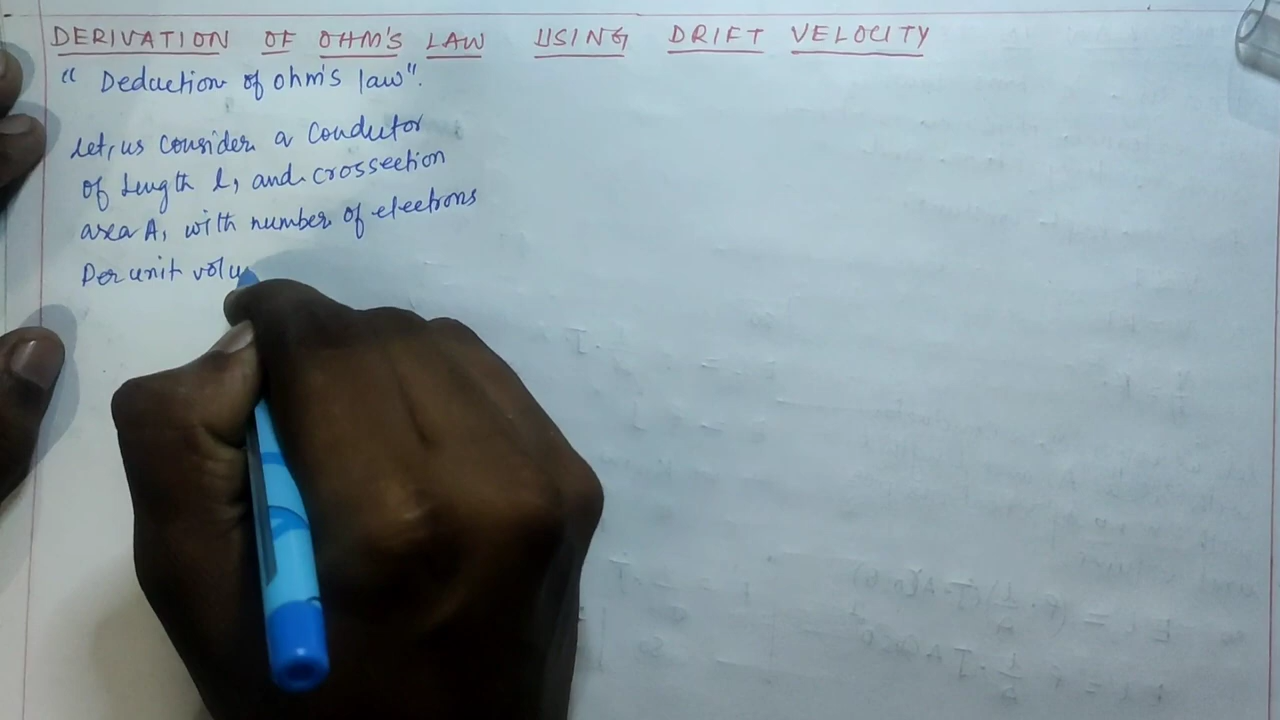 DERIVATION OF OHM'S LAW USING DRIFT VELOCITY
"Deduction of ohm's law".
Let, us consider a Conductor
of Length l, and crossection
area A, with number of electrons
Per unit volu